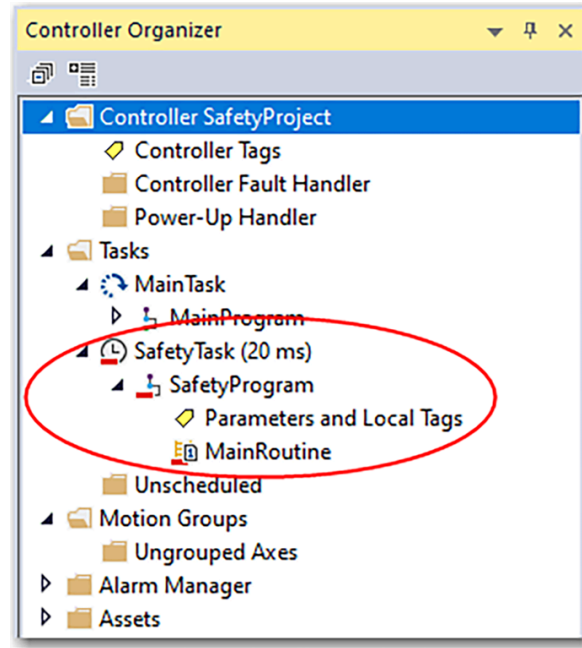 Controller Organizer
Controller SafetyProject
Controller Tags
Controller Fault Handler
Power-Up Handler
Tasks
MainTask
MainProgram
SafetyTask (20 ms)
SafetyProgram
Parameters and Local Tags
1 MainRoutine
Unscheduled
Motion Groups
Ungrouped Axes
Alarm Manager
Assets